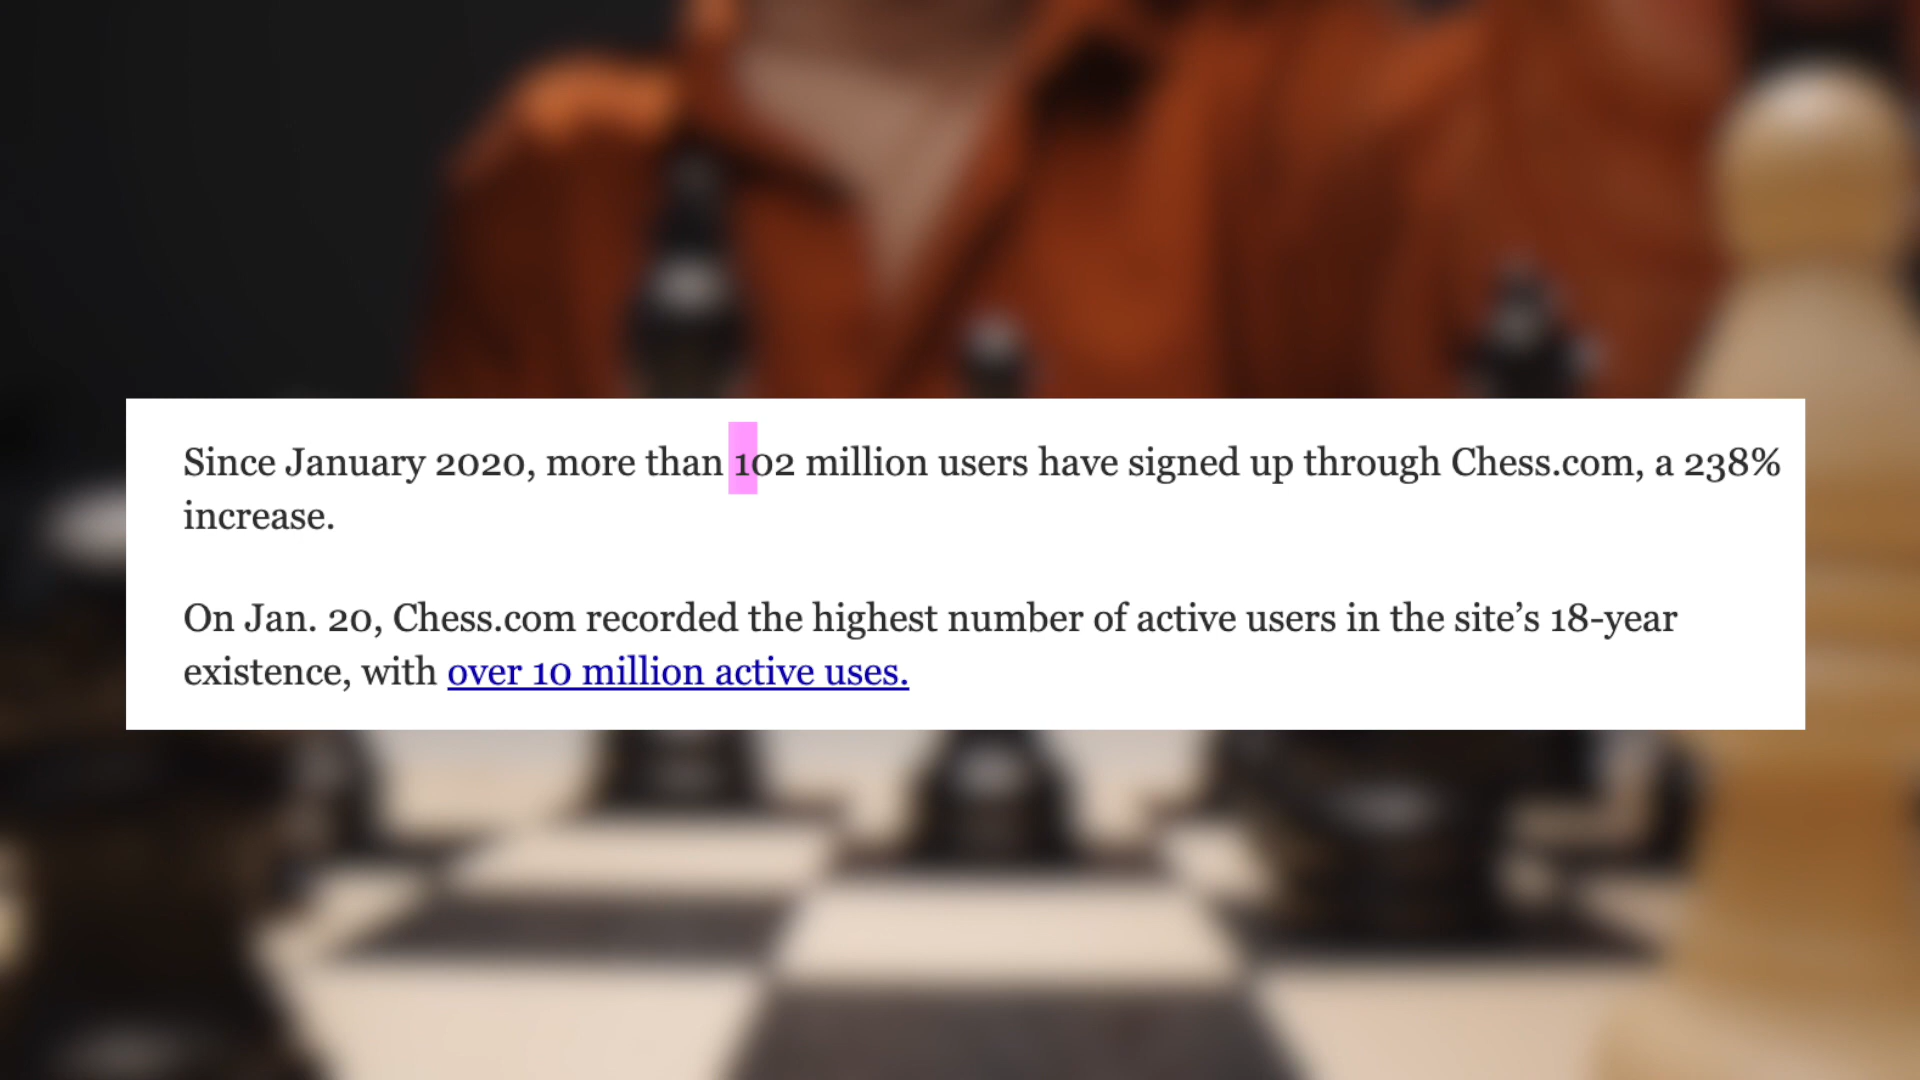 Since January 2020, more than 102 million users have signed up through Chess.com, a 238%
increase.
On Jan. 20, Chess.com recorded the highest number of active users in the site’s 18-year
existence, with over 10 million active uses.